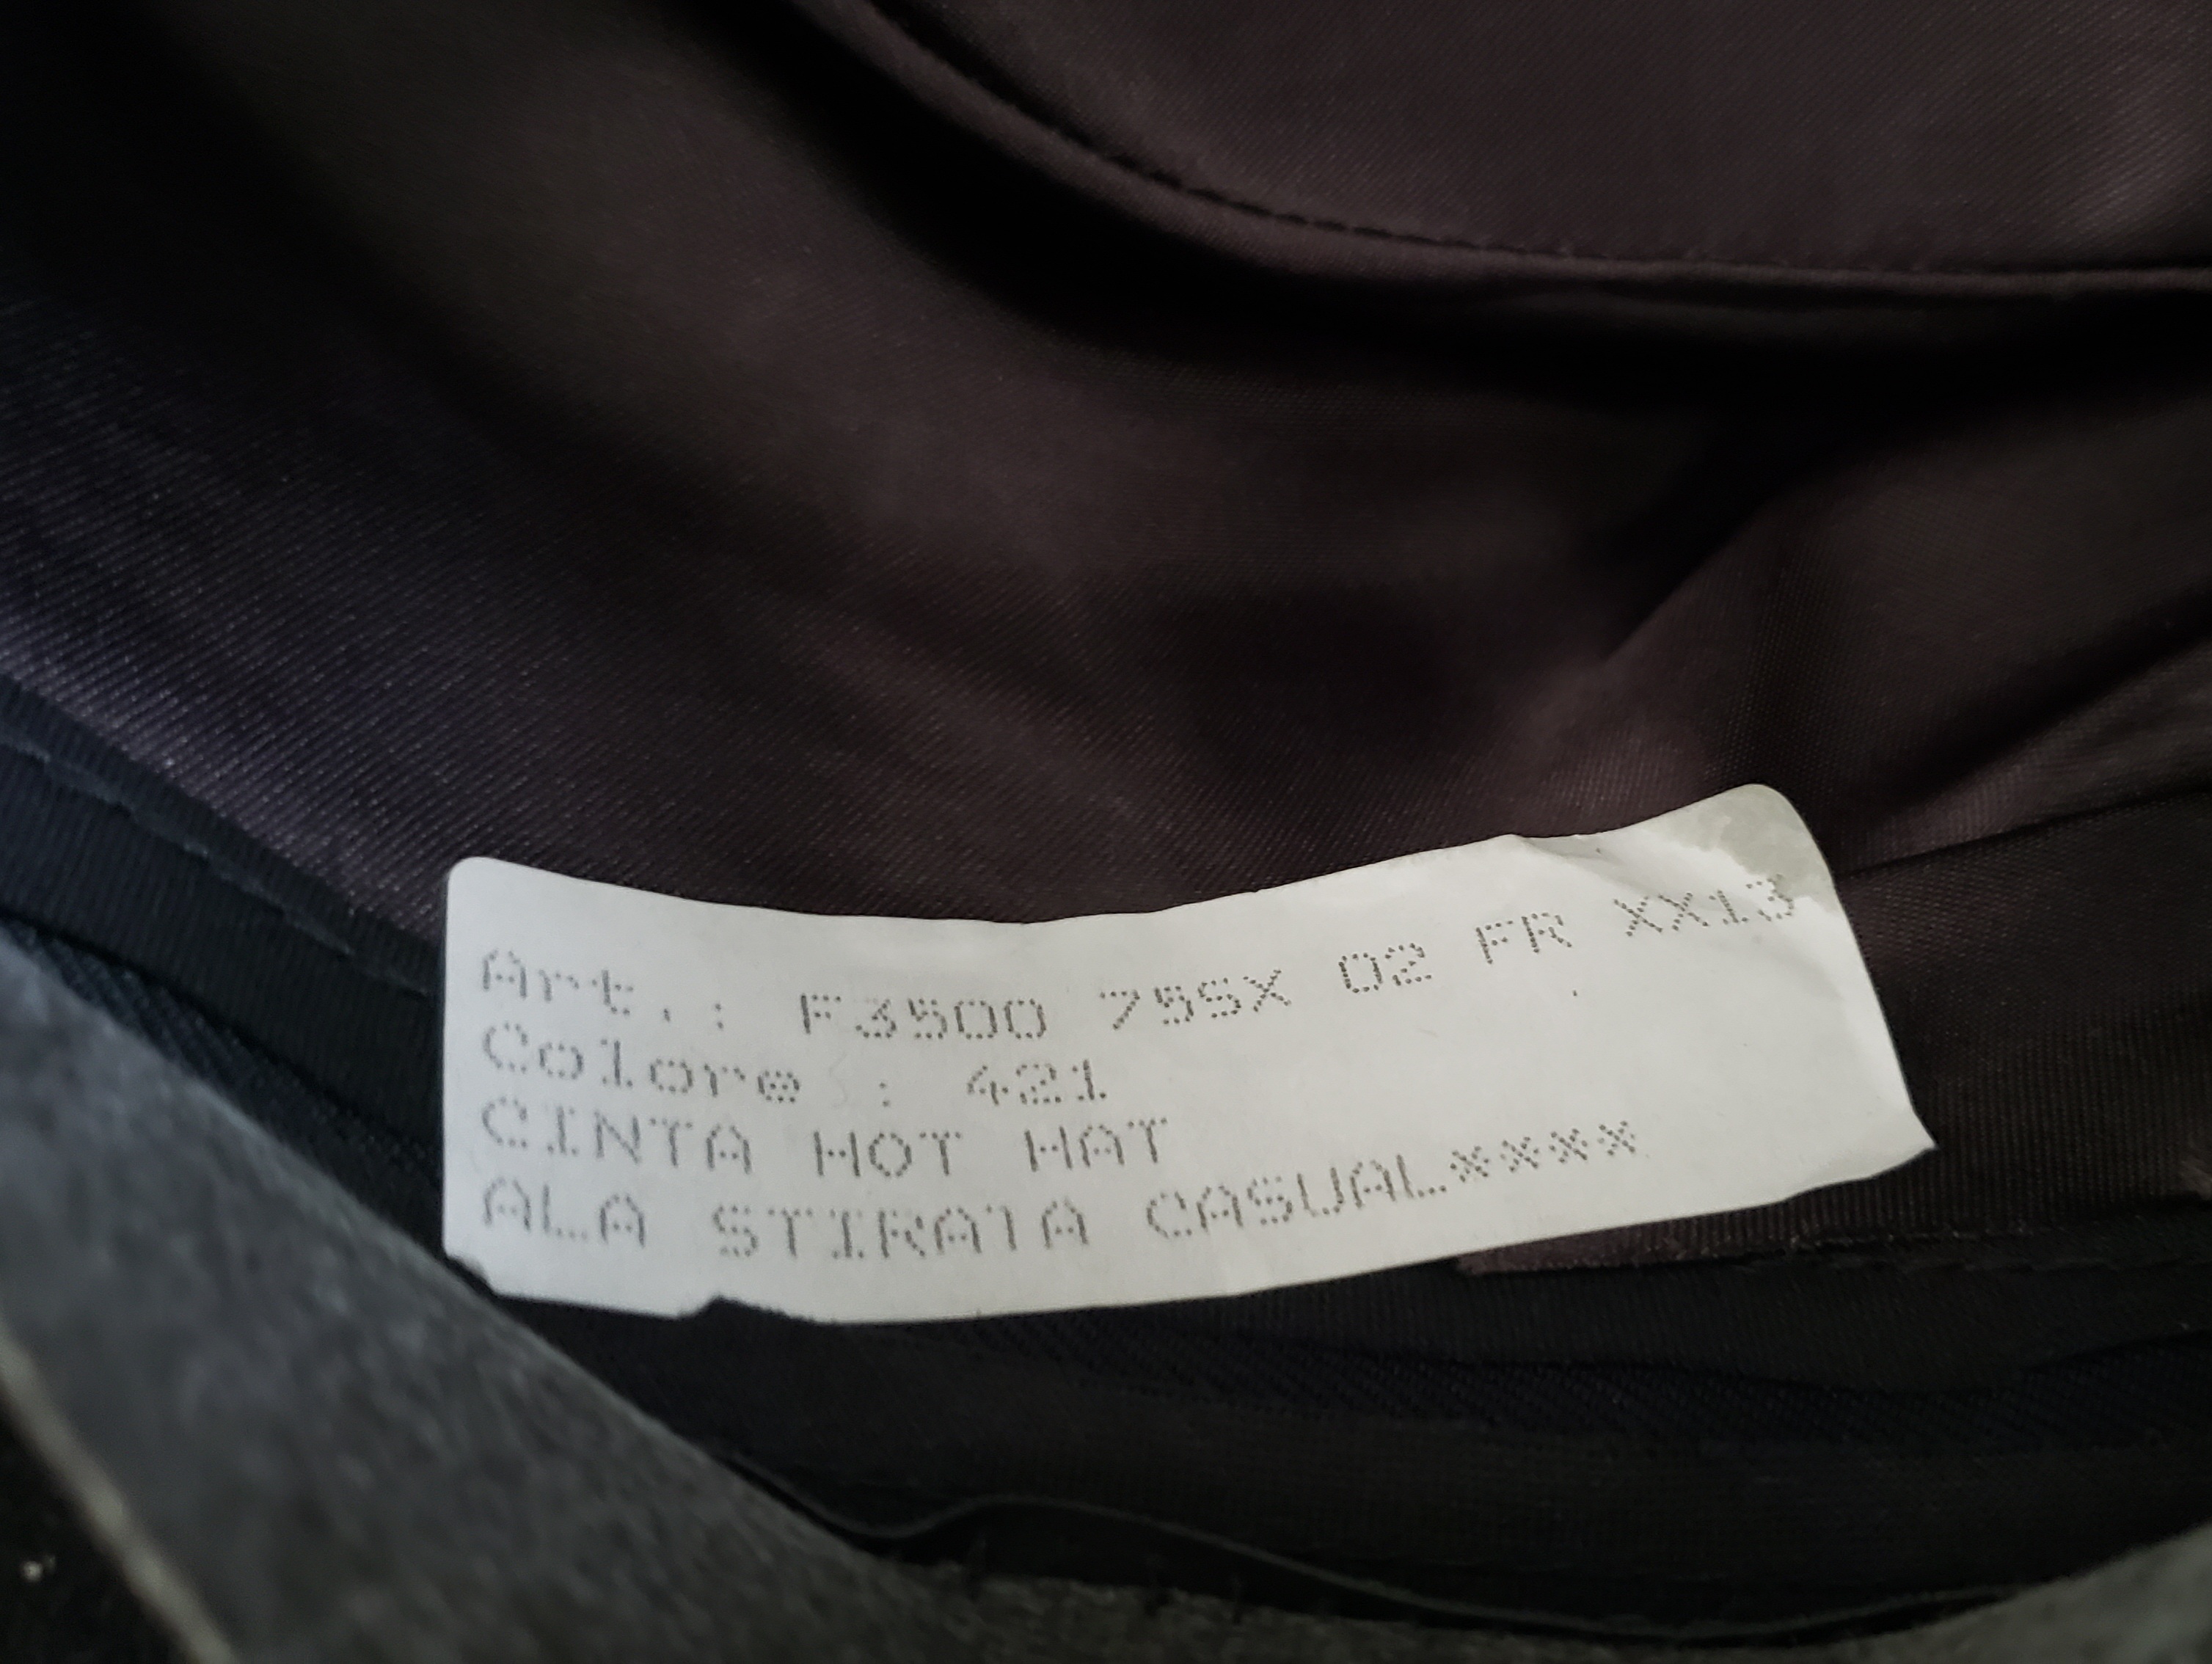 Art.: F3500 75SX 02 FR XX13
Colore : 421
CINTA HOT HAT
ALA STIRATA CASUAL****